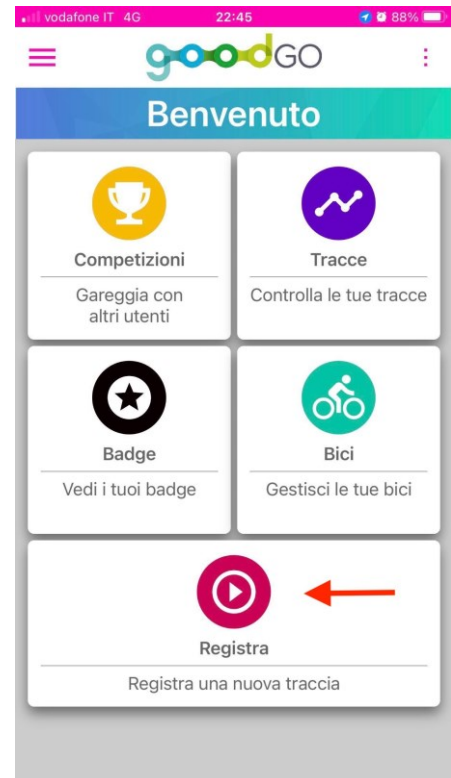 vodafone IT 4G 22:45 88%
goodGO
Benvenuto
Competizioni
Gareggia con
altri utenti
Tracce
Controlla le tue tracce
Badge
Vedi i tuoi badge
Bici
Gestisci le tue bici
Registra
Registra una nuova traccia